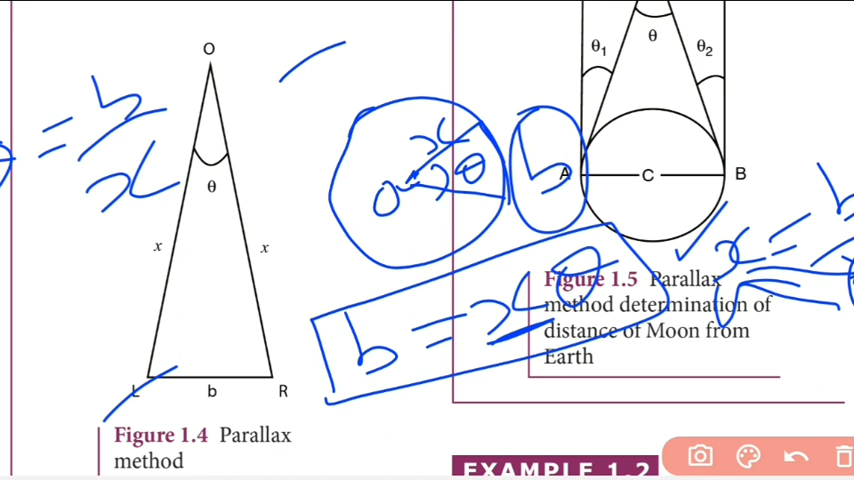 O
θ
x
x
L
b
R
Figure 1.4 Parallax
method
θ = b/x
x
θ
O
b
b = xθ
θ₁
θ
θ₂
A
C
B
Figure 1.5 Parallax
method determination of
distance of Moon from
Earth
EXAMPLE 1.2